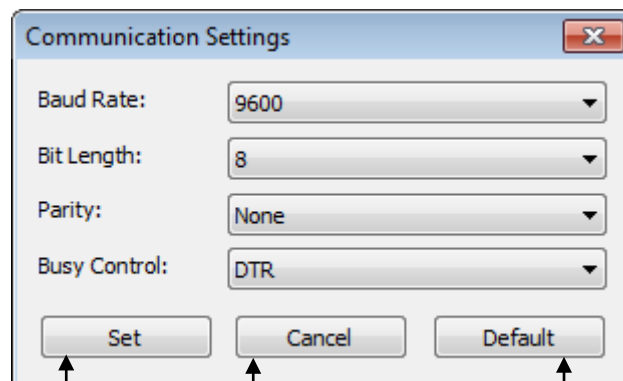 Communication Settings
Baud Rate: 9600
Bit Length: 8
Parity: None
Busy Control: DTR
Set Cancel Default